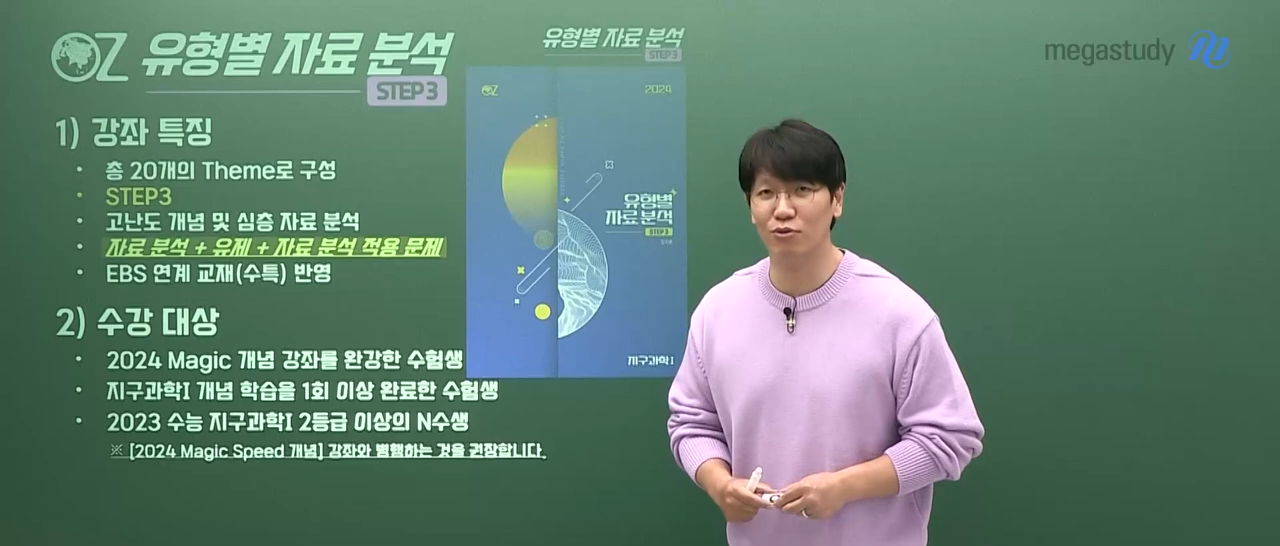 OZ 유형별 자료 분석
STEP 3
1) 강좌 특징
• 총 20개의 Theme로 구성
• STEP3
• 고난도 개념 및 심층 자료 분석
• 자료 분석 + 유제 + 자료 분석 적용 문제
• EBS 연계 교재(수특) 반영
2) 수강 대상
• 2024 Magic 개념 강좌를 완강한 수험생
• 지구과학I 개념 학습을 1회 이상 완료한 수험생
• 2023 수능 지구과학I 2등급 이상의 N수생
※ [2024 Magic Speed 개념] 강좌와 병행하는 것을 권장합니다.
유형별 자료 분석
STEP 3
OZ
2024
유형별
자료 분석
STEP 3
지구과학I
megastudy